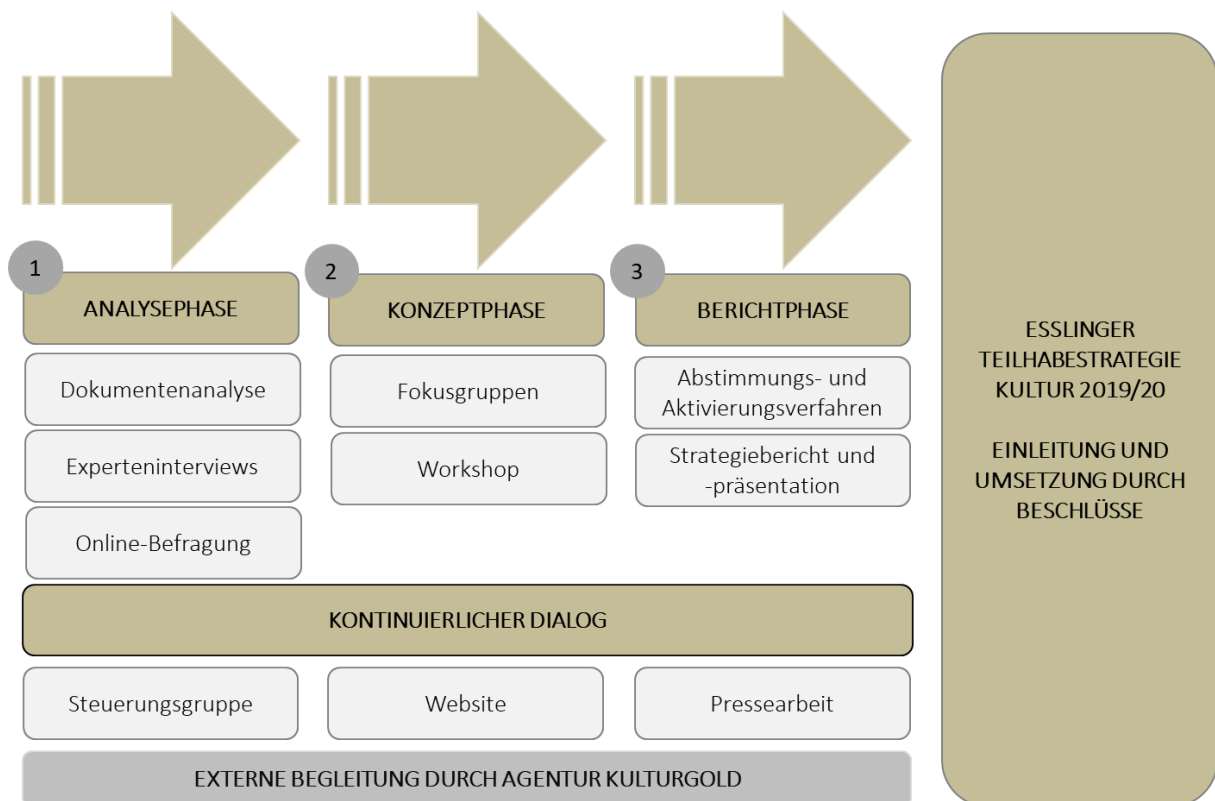 1
ANALYSEPHASE
Dokumentenanalyse
Experteninterviews
Online-Befragung
2
KONZEPTPHASE
Fokusgruppen
Workshop
3
BERICHTPHASE
Abstimmungs- und
Aktivierungsverfahren
Strategiebericht und
-präsentation
KONTINUIERLICHER DIALOG
Steuerungsgruppe
Website
Pressearbeit
EXTERNE BEGLEITUNG DURCH AGENTUR KULTURGOLD
ESSLINGER
TEILHABESTRATEGIE
KULTUR 2019/20
EINLEITUNG UND
UMSETZUNG DURCH
BESCHLÜSSE